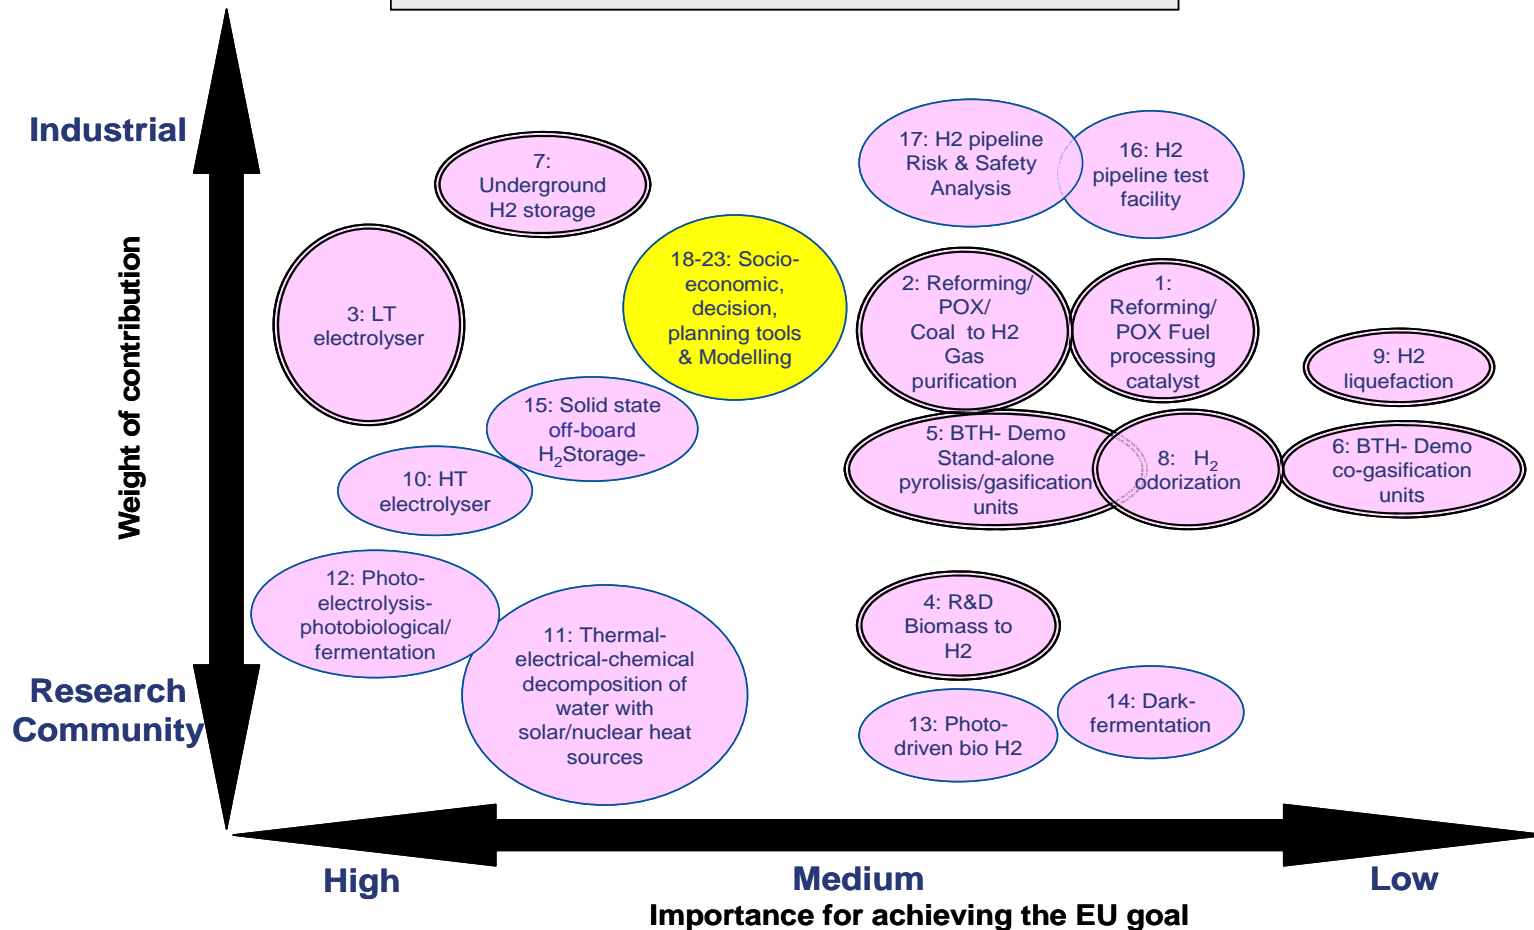 Industrial
Weight of contribution
Research
Community
7:
Underground
H2 storage
17: H2 pipeline
Risk & Safety
Analysis
16: H2
pipeline test
facility
3: LT
electrolyser
18-23: Socio-
economic,
decision,
planning tools
& Modelling
2: Reforming/
POX/
Coal to H2
Gas
purification
1:
Reforming/
POX Fuel
processing
catalyst
9: H2
liquefaction
15: Solid state
off-board
H₂Storage-
10: HT
electrolyser
5: BTH- Demo
Stand-alone
pyrolisis/gasification
units
8: H₂
odorization
6: BTH- Demo
co-gasification
units
12: Photo-
electrolysis-
photobiological/
fermentation
11: Thermal-
electrical-chemical
decomposition of
water with
solar/nuclear heat
sources
4: R&D
Biomass to
H2
13: Photo-
driven bio H2
14: Dark-
fermentation
High
Medium
Low
Importance for achieving the EU goal